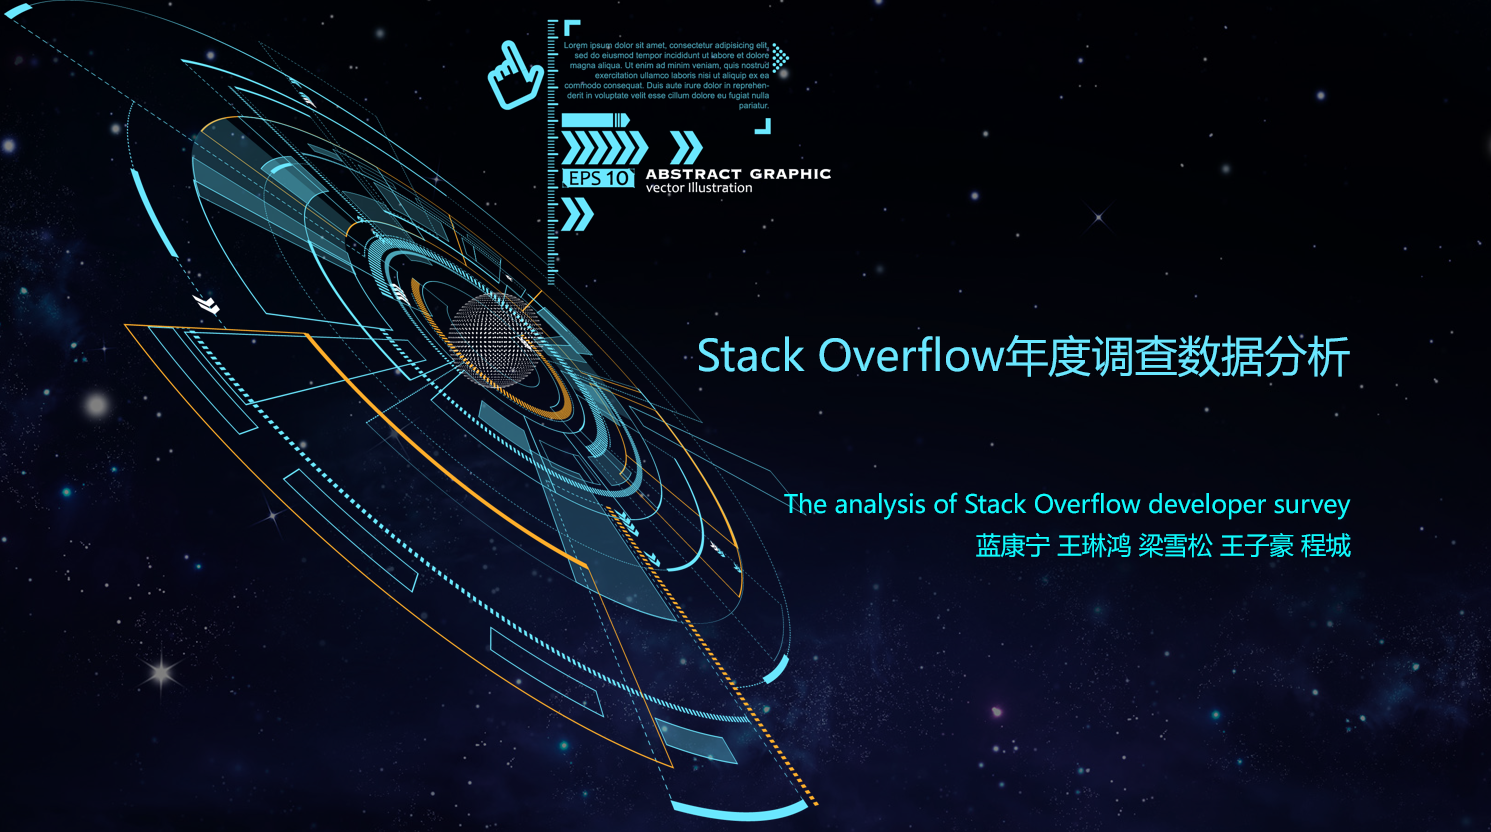 Lorem ipsum dolor sit amet, consectetur adipisicing elit,
sed do eiusmod tempor incididunt ut labore et dolore
magna aliqua. Ut enim ad minim veniam, quis nostrud
exercitation ullamco laboris nisi ut aliquip ex ea
commodo consequat. Duis aute irure dolor in reprehen-
derit in voluptate velit esse cillum dolore eu fugiat nulla
pariatur.
EPS 10
ABSTRACT GRAPHIC
vector Illustration
Stack Overflow年度调查数据分析
The analysis of Stack Overflow developer survey
蓝康宁 王琳鸿 梁雪松 王子豪 程城